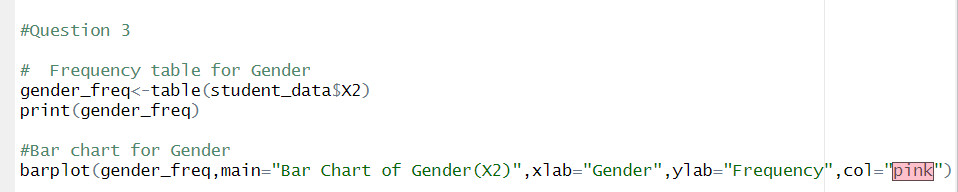 #Question 3
#  Frequency table for Gender
gender_freq<-table(student_data$X2)
print(gender_freq)
#Bar chart for Gender
barplot(gender_freq,main="Bar Chart of Gender(X2)",xlab="Gender",ylab="Frequency",col="pink")